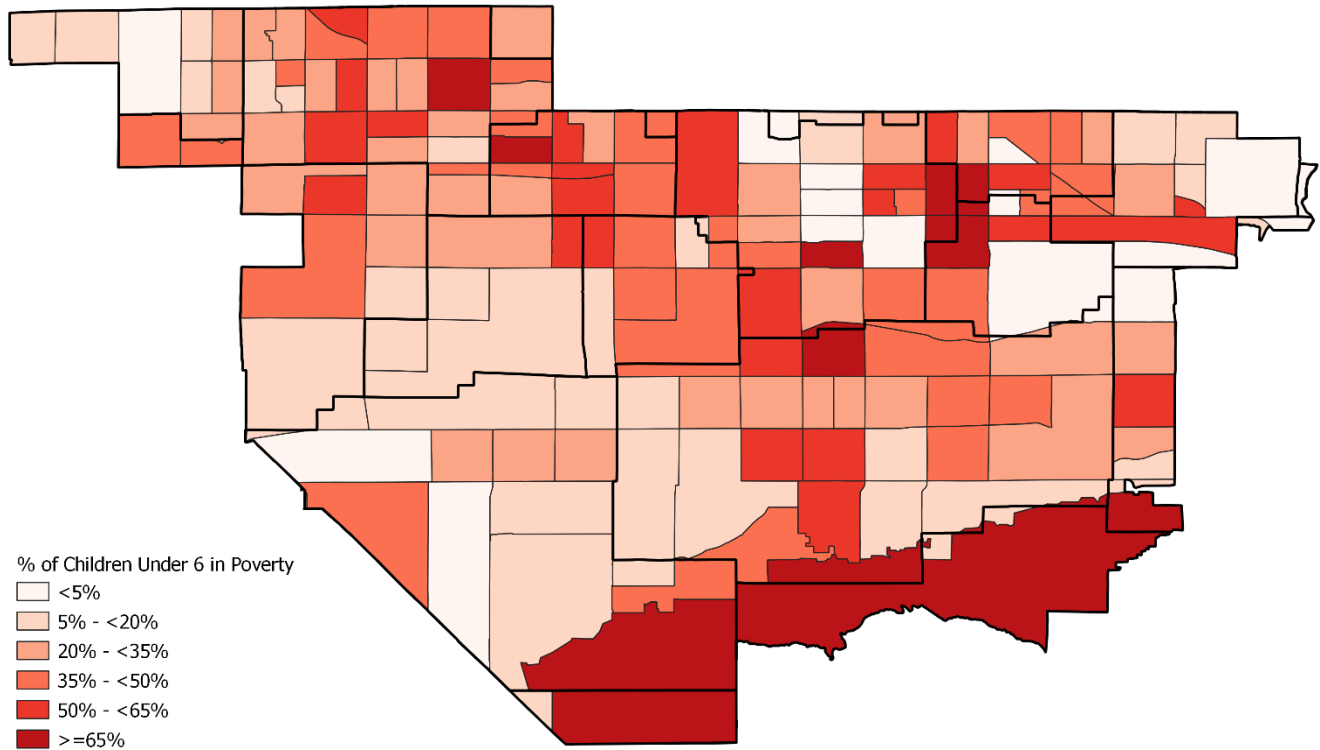 % of Children Under 6 in Poverty
<5%
5% - <20%
20% - <35%
35% - <50%
50% - <65%
>=65%